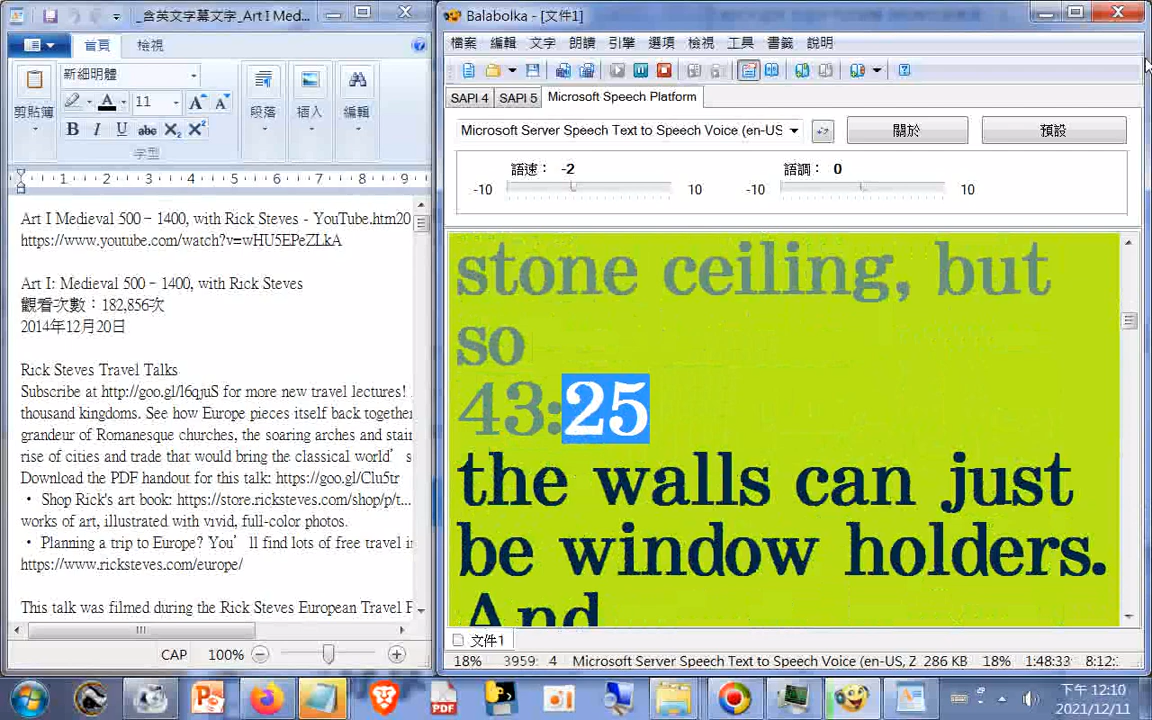 _含英文字幕文字_Art I Med...
首頁
檢視
新細明體
11
剪貼簿
段落
插入
編輯
B I U abc X₂ X²
字型
1 2 3 4 5 6 7 8 9
Art I Medieval 500 - 1400, with Rick Steves - YouTube.htm20
https://www.youtube.com/watch?v=wHU5EPeZLkA
Art I: Medieval 500 - 1400, with Rick Steves
觀看次數：182,856次
2014年12月20日
Rick Steves Travel Talks
Subscribe at http://goo.gl/l6qjuS for more new travel lectures!
thousand kingdoms. See how Europe pieces itself back together
grandeur of Romanesque churches, the soaring arches and stai
rise of cities and trade that would bring the classical world's
Download the PDF handout for this talk: https://goo.gl/Clu5tr
• Shop Rick's art book: https://store.ricksteves.com/shop/p/t...
works of art, illustrated with vivid, full-color photos.
• Planning a trip to Europe? You'll find lots of free travel i
https://www.ricksteves.com/europe/
This talk was filmed during the Rick Steves European Travel F
CAP 100%
Balabolka - [文件1]
檔案 編輯 文字 朗讀 引擎 選項 檢視 工具 書籤 說明
SAPI 4 SAPI 5 Microsoft Speech Platform
Microsoft Server Speech Text to Speech Voice (en-US
關於
預設
語速： -2
語調： 0
-10 10 -10 10
stone ceiling, but
so
43:25
the walls can just
be window holders.
And
文件1
18% 3959: 4 Microsoft Server Speech Text to Speech Voice (en-US, Z 286 KB 18% 1:48:33 8:12:
PDF
下午 12:10
2021/12/11